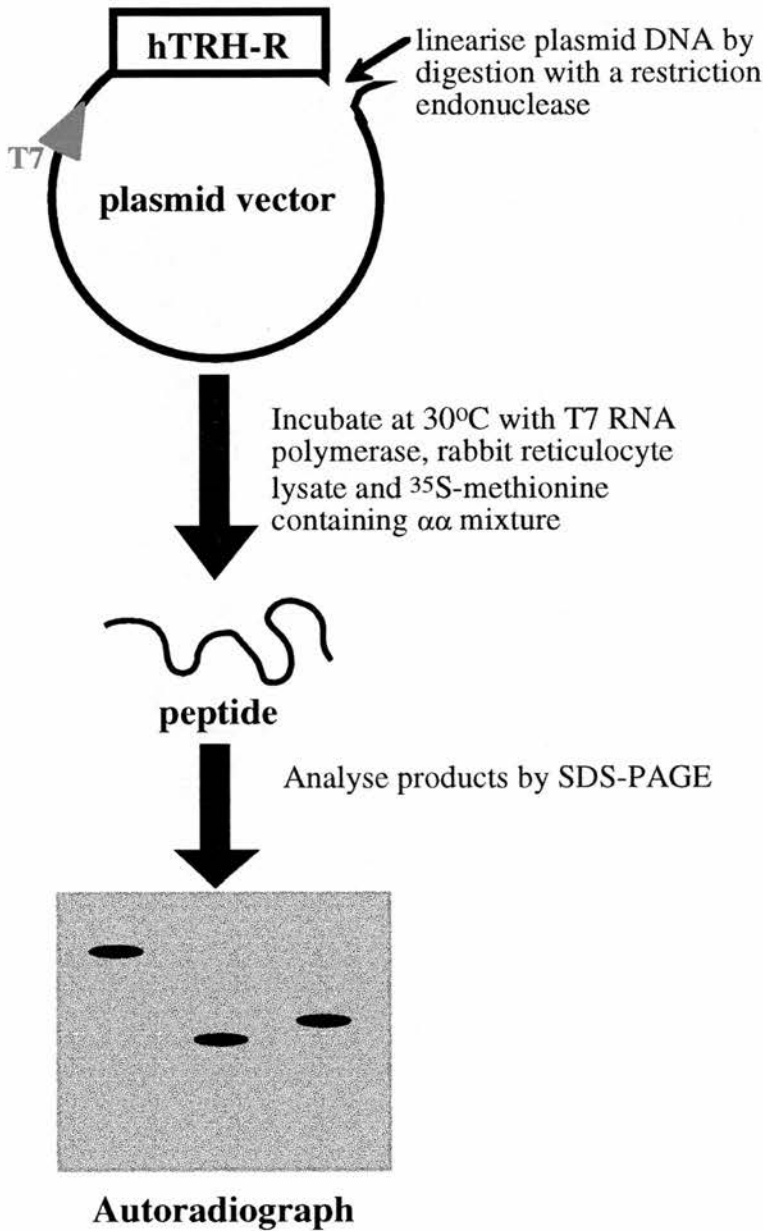 hTRH-R
linearise plasmid DNA by
digestion with a restriction
endonuclease
T7
plasmid vector
Incubate at 30ºC with T7 RNA
polymerase, rabbit reticulocyte
lysate and ³⁵S-methionine
containing αα mixture
peptide
Analyse products by SDS-PAGE
Autoradiograph